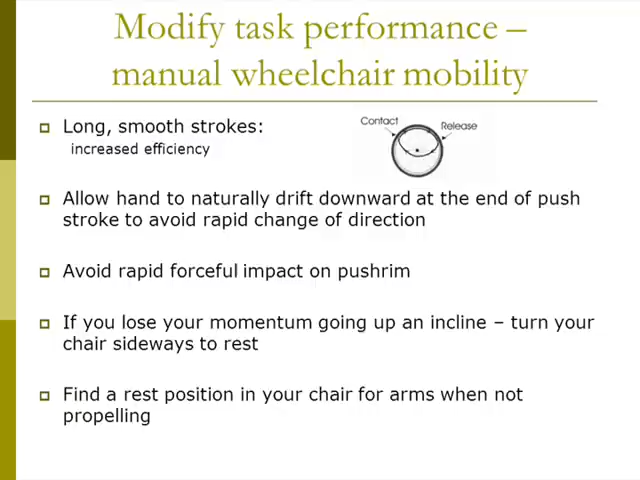 Modify task performance –
manual wheelchair mobility
Long, smooth strokes:
increased efficiency
Contact
Release
Allow hand to naturally drift downward at the end of push
stroke to avoid rapid change of direction
Avoid rapid forceful impact on pushrim
If you lose your momentum going up an incline – turn your
chair sideways to rest
Find a rest position in your chair for arms when not
propelling